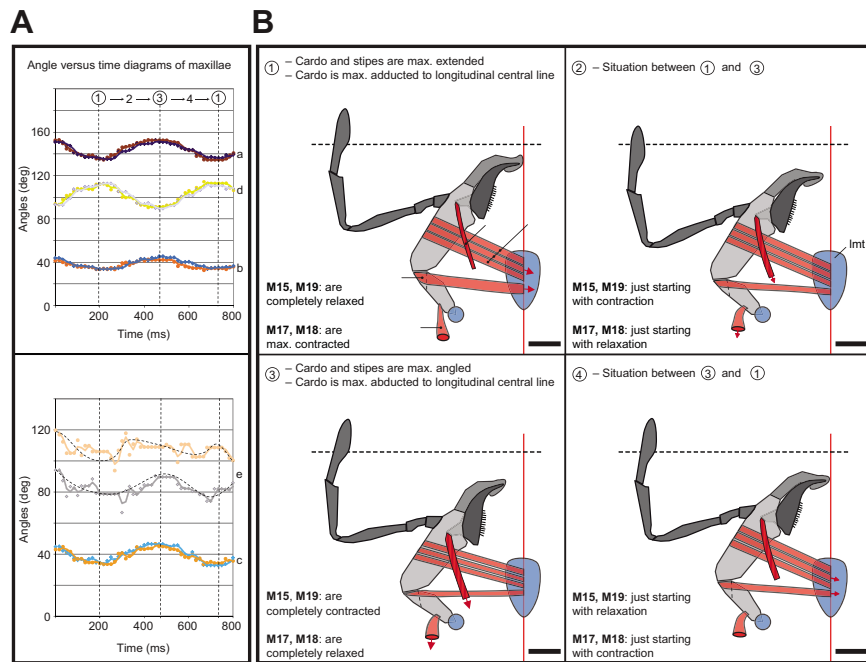 A
Angle versus time diagrams of maxillae
① → 2 → ③ → 4 → ①
160
120
80
40
0
Angles (deg)
a
d
b
200 400 600 800
Time (ms)
120
80
40
0
Angles (deg)
e
c
200 400 600 800
Time (ms)
B
① – Cardo and stipes are max. extended
– Cardo is max. adducted to longitudinal central line
M15, M19: are
completely relaxed
M17, M18: are
max. contracted
② – Situation between ① and ③
lmt
M15, M19: just starting
with contraction
M17, M18: just starting
with relaxation
③ – Cardo and stipes are max. angled
– Cardo is max. abducted to longitudinal central line
M15, M19: are
completely contracted
M17, M18: are
completely relaxed
④ – Situation between ③ and ①
M15, M19: just starting
with relaxation
M17, M18: just starting
with contraction